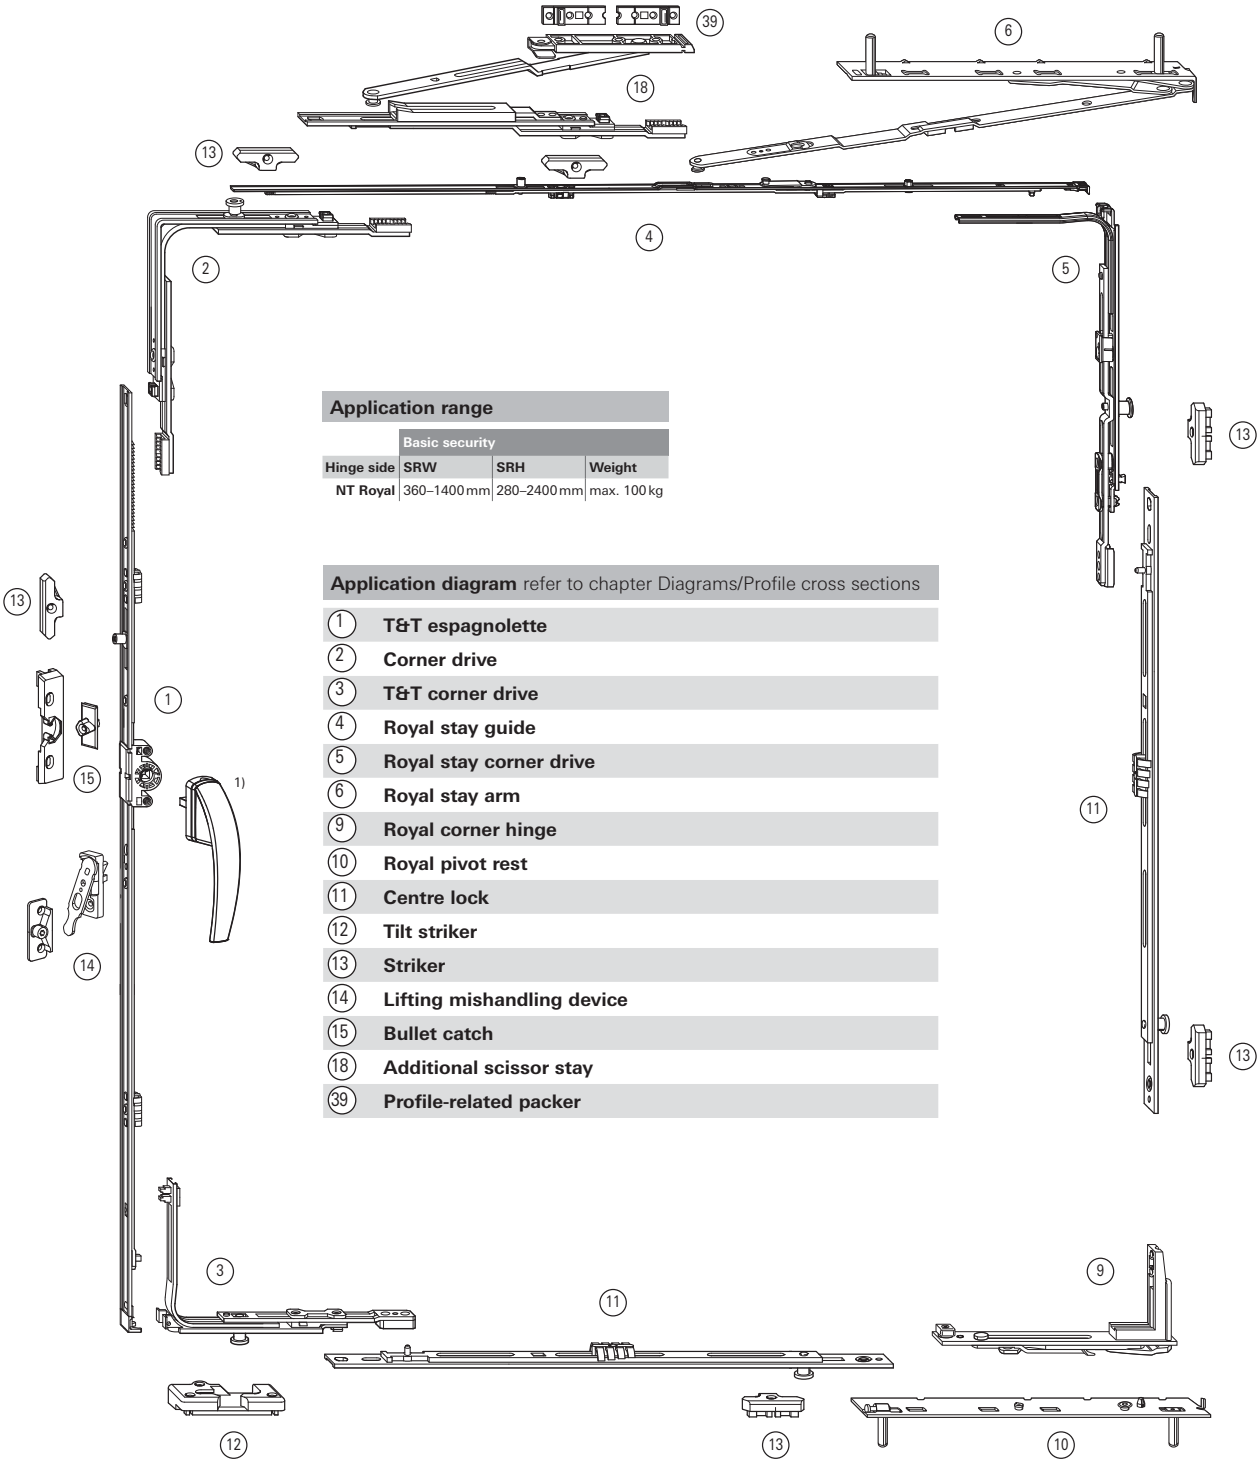 39
6
18
13
4
2
5
Application range
Basic security
Hinge side SRW SRH Weight
NT Royal 360–1400 mm 280–2400 mm max. 100 kg
13
13
Application diagram refer to chapter Diagrams/Profile cross sections
1 T&T espagnolette
2 Corner drive
3 T&T corner drive
4 Royal stay guide
5 Royal stay corner drive
6 Royal stay arm
9 Royal corner hinge
10 Royal pivot rest
11 Centre lock
12 Tilt striker
13 Striker
14 Lifting mishandling device
15 Bullet catch
18 Additional scissor stay
39 Profile-related packer
1
15
1)
11
14
13
3
11
9
12
13
10